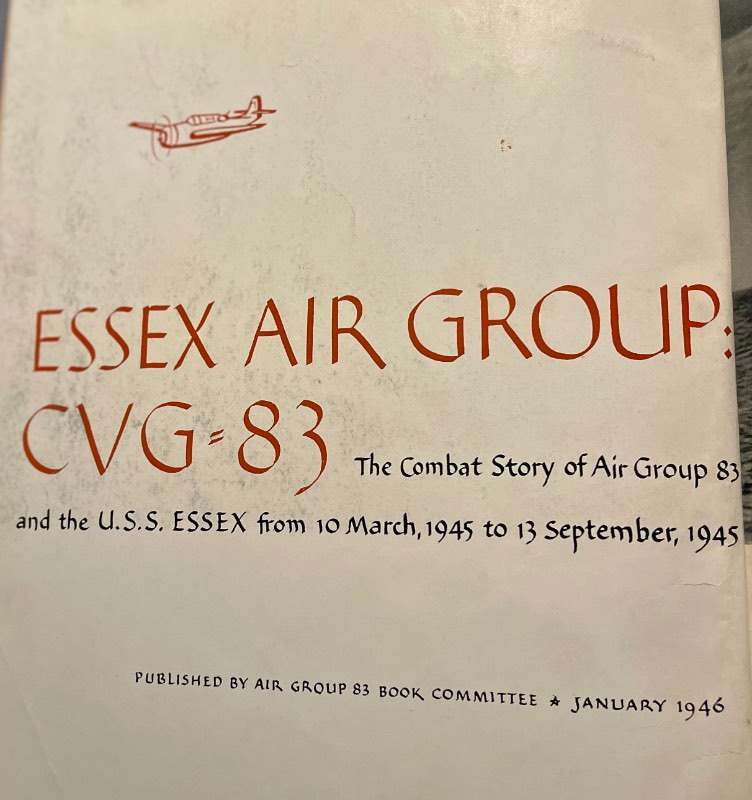 ESSEX AIR GROUP:
CVG=83 The Combat Story of Air Group 83
and the U.S.S. ESSEX from 10 March, 1945 to 13 September, 1945
PUBLISHED BY AIR GROUP 83 BOOK COMMITTEE ★ JANUARY 1946